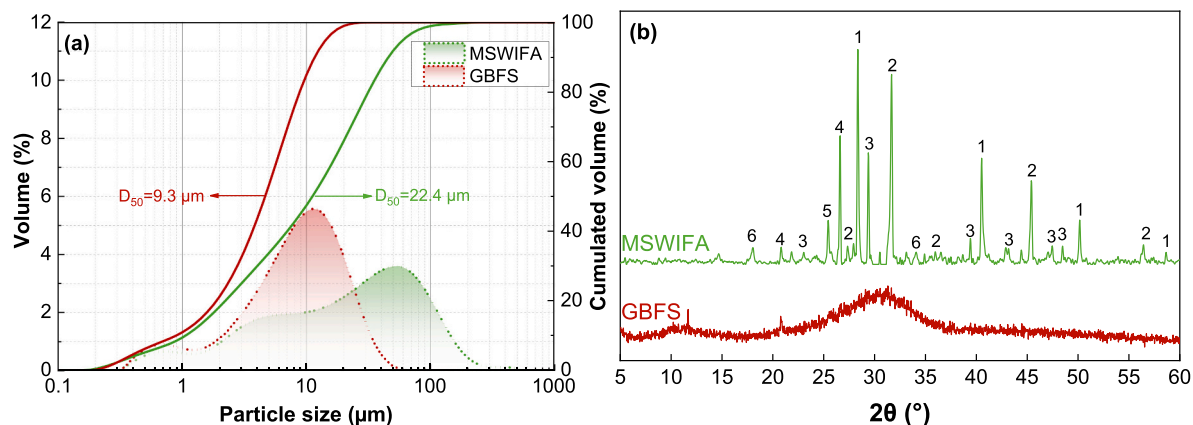 (a)
MSWIFA
GBFS
D50=9.3 µm
D50=22.4 µm
12
10
8
6
4
2
0
Volume (%)
100
80
60
40
20
0
Cumulated volume (%)
0.1 1 10 100 1000
Particle size (µm)
(b)
1
2
4
3
1
2
5
1
6 4 3 2 6 2 3 3 3 3 2 1
MSWIFA
GBFS
5 10 15 20 25 30 35 40 45 50 55 60
2θ (°)